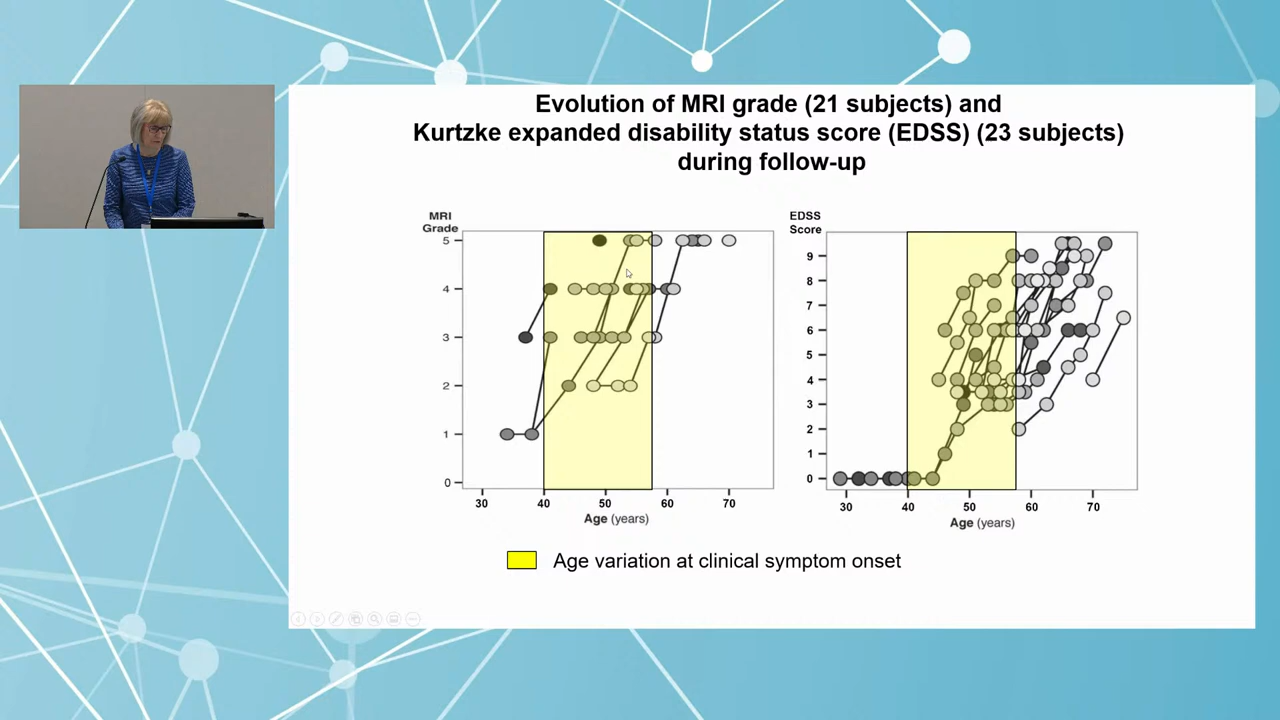 Evolution of MRI grade (21 subjects) and
Kurtzke expanded disability status score (EDSS) (23 subjects)
during follow-up
MRI
Grade
5
4
3
2
1
0
30 40 50 60 70
Age (years)
EDSS
Score
9
8
7
6
5
4
3
2
1
0
30 40 50 60 70
Age (years)
Age variation at clinical symptom onset